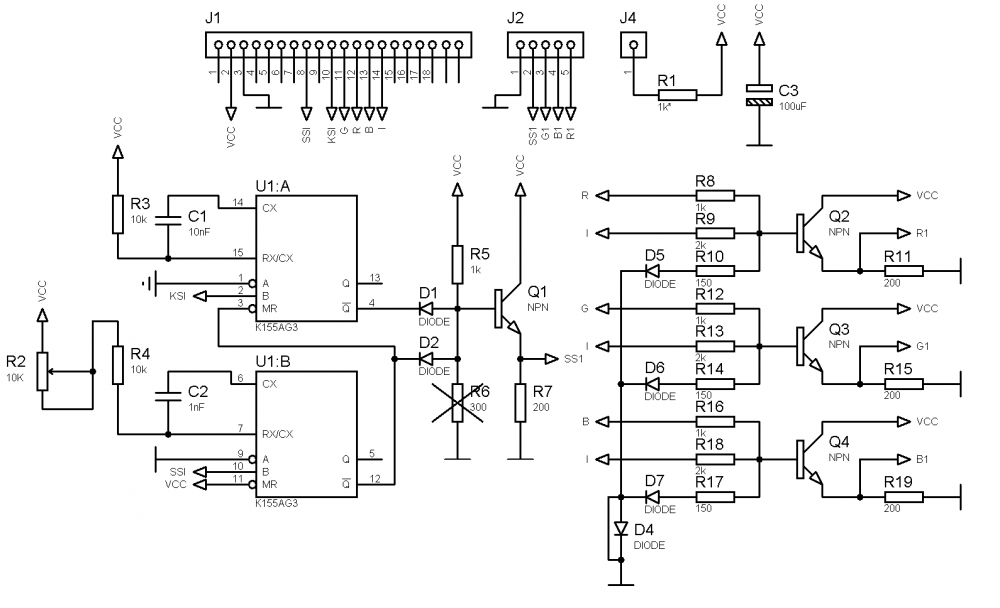 J1
J2
J4
VCC
VCC
1 2 3 4 5 6 7 8 9 10 11 12 13 14 15 16 17 18
1 2 3 4 5
1
R1
1k*
C3
100uF
VCC
SSI
KSI
G
R
B
I
SS1
G1
B1
R1
VCC
R3
10k
C1
10nF
U1:A
14
CX
15
RX/CX
1
A
2
B
3
MR
Q
13
Q
4
K155AG3
KSI
VCC
R5
1k
VCC
D1
DIODE
Q1
NPN
D2
DIODE
SS1
R6
300
R7
200
VCC
R2
10K
R4
10k
C2
1nF
U1:B
6
CX
7
RX/CX
9
A
10
B
11
MR
Q
5
Q
12
K155AG3
SSI
VCC
R
R8
1k
VCC
I
R9
2k
Q2
NPN
R1
D5
DIODE
R10
150
R11
200
G
R12
1k
VCC
I
R13
2k
Q3
NPN
G1
D6
DIODE
R14
150
R15
200
B
R16
1k
VCC
I
R18
2k
Q4
NPN
B1
D7
DIODE
R17
150
R19
200
D4
DIODE